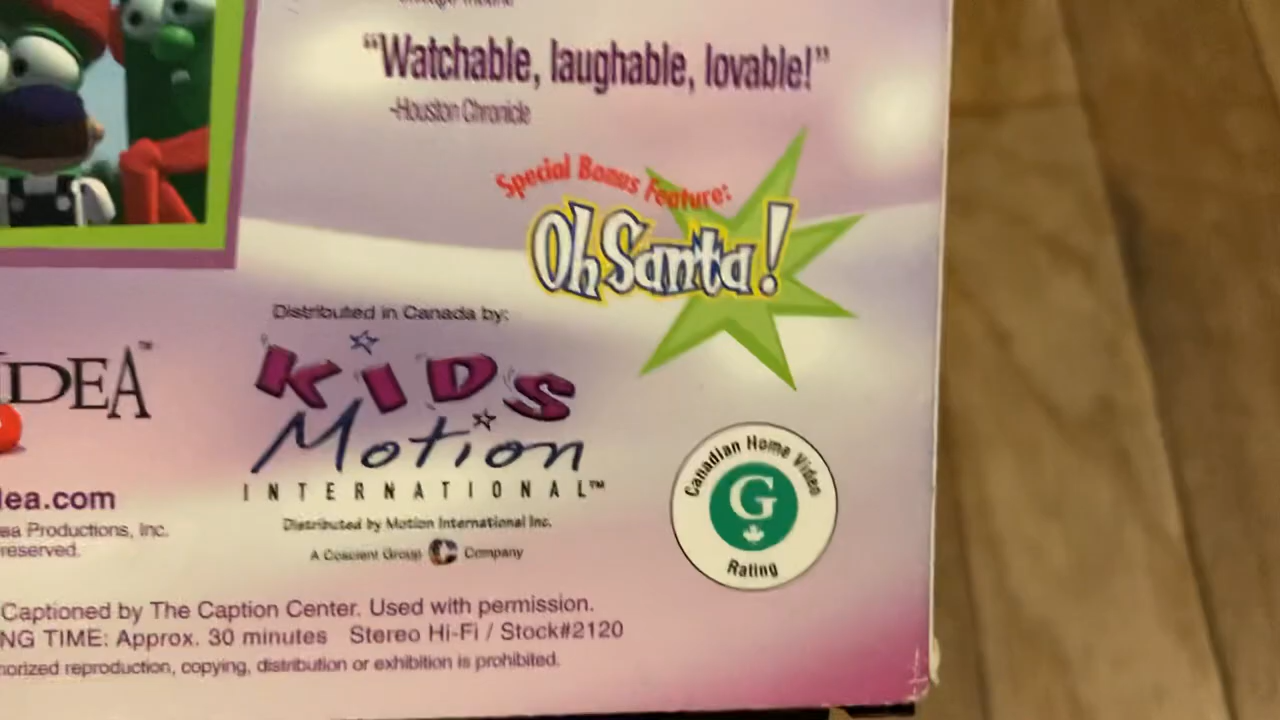 "Watchable, laughable, lovable!"
-Houston Chronicle
Special Bonus Feature:
Oh Santa!
Distributed in Canada by:
KIDS
Motion
INTERNATIONAL™
Distributed by Motion International Inc.
A Coscient Group Company
IDEA™
dea.com
ea Productions, Inc.
reserved.
Canadian Home Video
G
Rating
Captioned by The Caption Center. Used with permission.
NG TIME: Approx. 30 minutes Stereo Hi-Fi / Stock#2120
horized reproduction, copying, distribution or exhibition is prohibited.